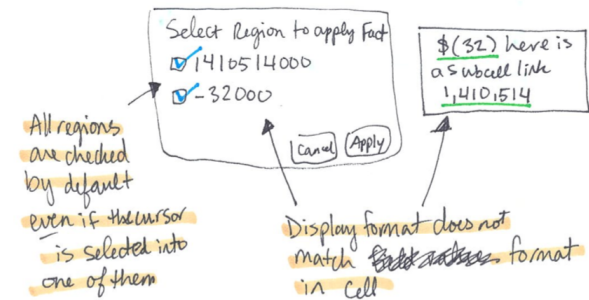 Select Region to apply Fact
1410514000
-32000
Cancel
Apply
$(32) here is
a subcell link
1,410,514
All regions
are checked
by default
even if the cursor
is selected into
one of them
Display format does not
match format
in cell